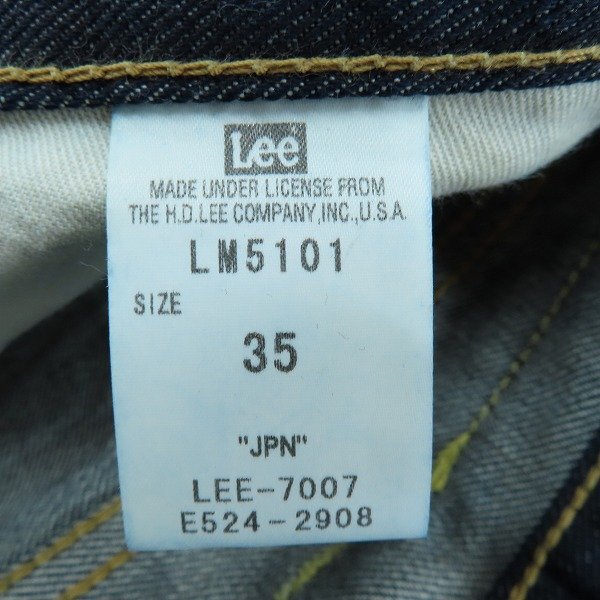 Lee
MADE UNDER LICENSE FROM
THE H.D.LEE COMPANY,INC.,U.S.A.
LM5101
SIZE
35
"JPN"
LEE-7007
E524-2908